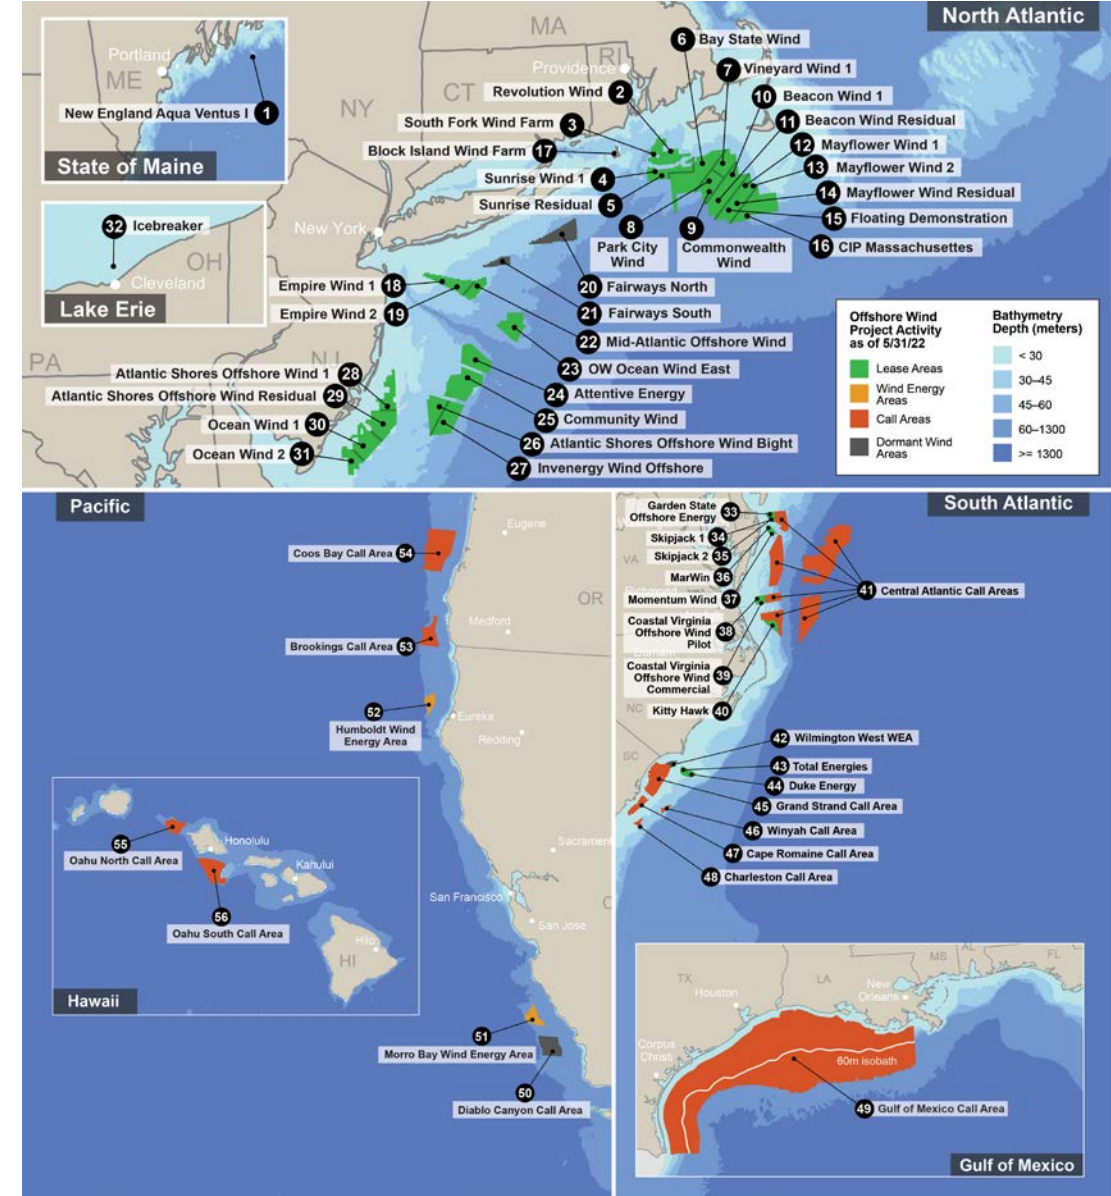 North Atlantic
MA
Portland
ME
New England Aqua Ventus I 1
State of Maine
32 Icebreaker
OH
Cleveland
Lake Erie
NY
CT
RI
Providence
New York
PA
NJ
6 Bay State Wind
7 Vineyard Wind 1
Revolution Wind 2
10 Beacon Wind 1
South Fork Wind Farm 3
11 Beacon Wind Residual
Block Island Wind Farm 17
12 Mayflower Wind 1
13 Mayflower Wind 2
Sunrise Wind 1 4
14 Mayflower Wind Residual
Sunrise Residual 5
15 Floating Demonstration
8
Park City
Wind
9
Commonwealth
Wind
16 CIP Massachusetts
Empire Wind 1 18
Empire Wind 2 19
20
Fairways North
21
Fairways South
22 Mid-Atlantic Offshore Wind
23 OW Ocean Wind East
24 Attentive Energy
25 Community Wind
26 Atlantic Shores Offshore Wind Bight
27 Invenergy Wind Offshore
Atlantic Shores Offshore Wind 1 28
Atlantic Shores Offshore Wind Residual 29
Ocean Wind 1 30
Ocean Wind 2 31
Offshore Wind
Project Activity
as of 5/31/22
Lease Areas
Wind Energy
Areas
Call Areas
Dormant Wind
Areas
Bathymetry
Depth (meters)
< 30
30–45
45–60
60–1300
>= 1300
Pacific
Eugene
Coos Bay Call Area 54
OR
Medford
Brookings Call Area 53
52
Humboldt Wind
Energy Area
Eureka
Redding
Sacramen
San Francisco
San Jose
C
51
Morro Bay Wind Energy Area
50
Diablo Canyon Call Area
55
Oahu North Call Area
Honolulu
Kahului
56
Oahu South Call Area
Hilo
HI
Hawaii
South Atlantic
Garden State
Offshore Energy 33
Skipjack 1 34
Skipjack 2 35
VA
MarWin 36
Momentum Wind 37
Coastal Virginia
Offshore Wind
Pilot 38
Coastal Virginia
Offshore Wind
Commercial 39
Kitty Hawk 40
NC
SC
41 Central Atlantic Call Areas
42 Wilmington West WEA
43 Total Energies
44 Duke Energy
45 Grand Strand Call Area
46 Winyah Call Area
47 Cape Romaine Call Area
48 Charleston Call Area
TX
LA
MS
AL
FL
Houston
New
Orleans
Corpus
Christi
60m isobath
49 Gulf of Mexico Call Area
Gulf of Mexico